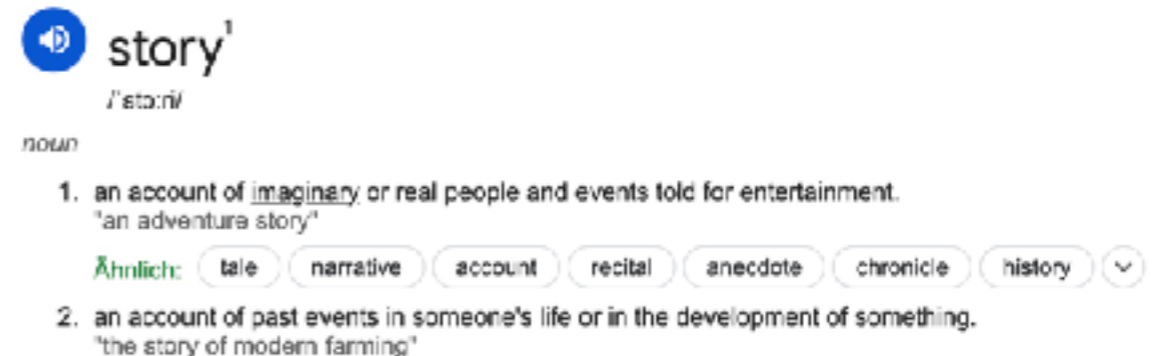 story¹
/ˈstɔːri/
noun
1. an account of imaginary or real people and events told for entertainment.
"an adventure story"
Ähnlich: tale narrative account recital anecdote chronicle history
2. an account of past events in someone's life or in the development of something.
"the story of modern farming"